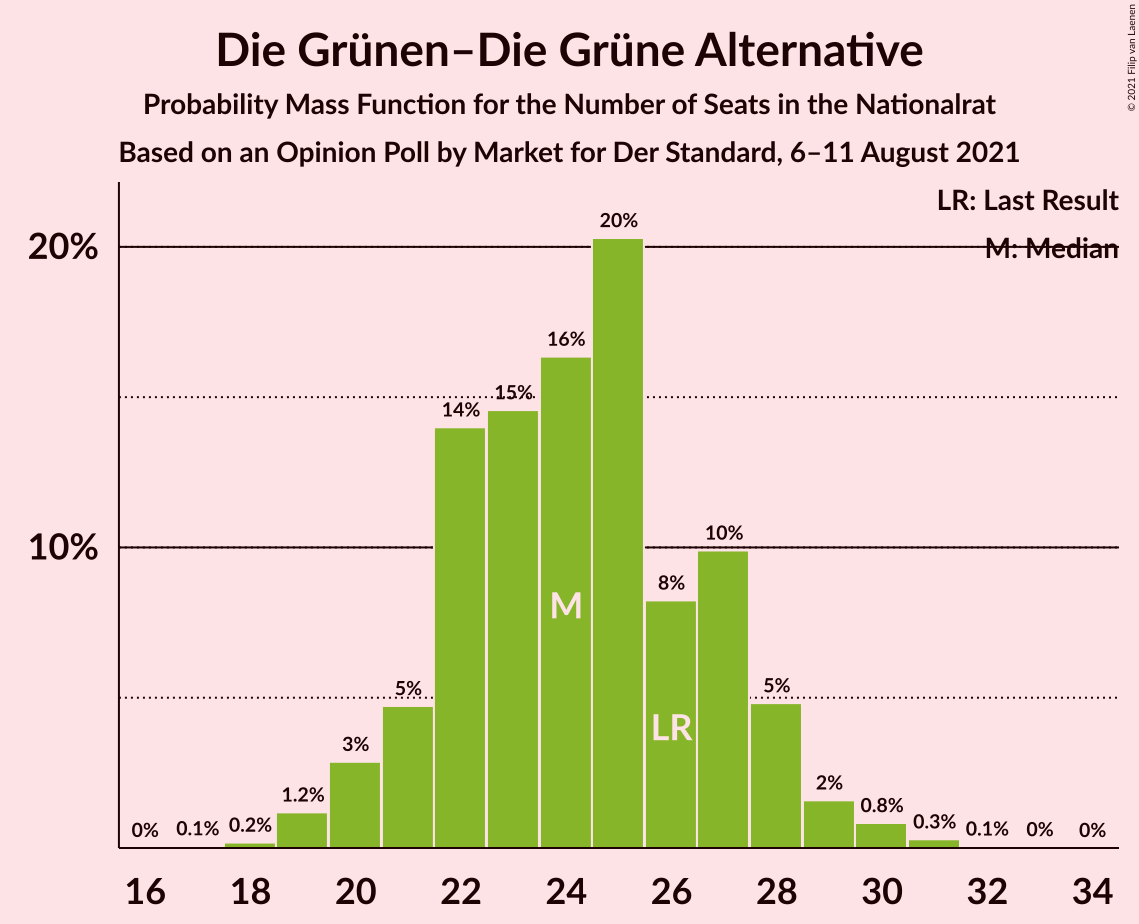 Die Grünen–Die Grüne Alternative
Probability Mass Function for the Number of Seats in the Nationalrat
Based on an Opinion Poll by Market for Der Standard, 6–11 August 2021
© 2021 Filip van Laenen
LR: Last Result
M: Median
20%
10%
0%
0.1%
0.2%
1.2%
3%
5%
14%
15%
16%
20%
8%
10%
5%
2%
0.8%
0.3%
0.1%
0%
0%
M
LR
16 18 20 22 24 26 28 30 32 34